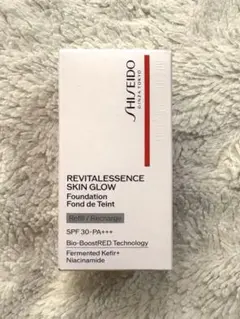 SHISEIDO
GINZA TOKYO
REVITALESSENCE
SKIN GLOW
Foundation
Fond de Teint
Refill / Recharge
SPF 30·PA+++
Bio-BoostRED Technology
Fermented Kefir+
Niacinamide